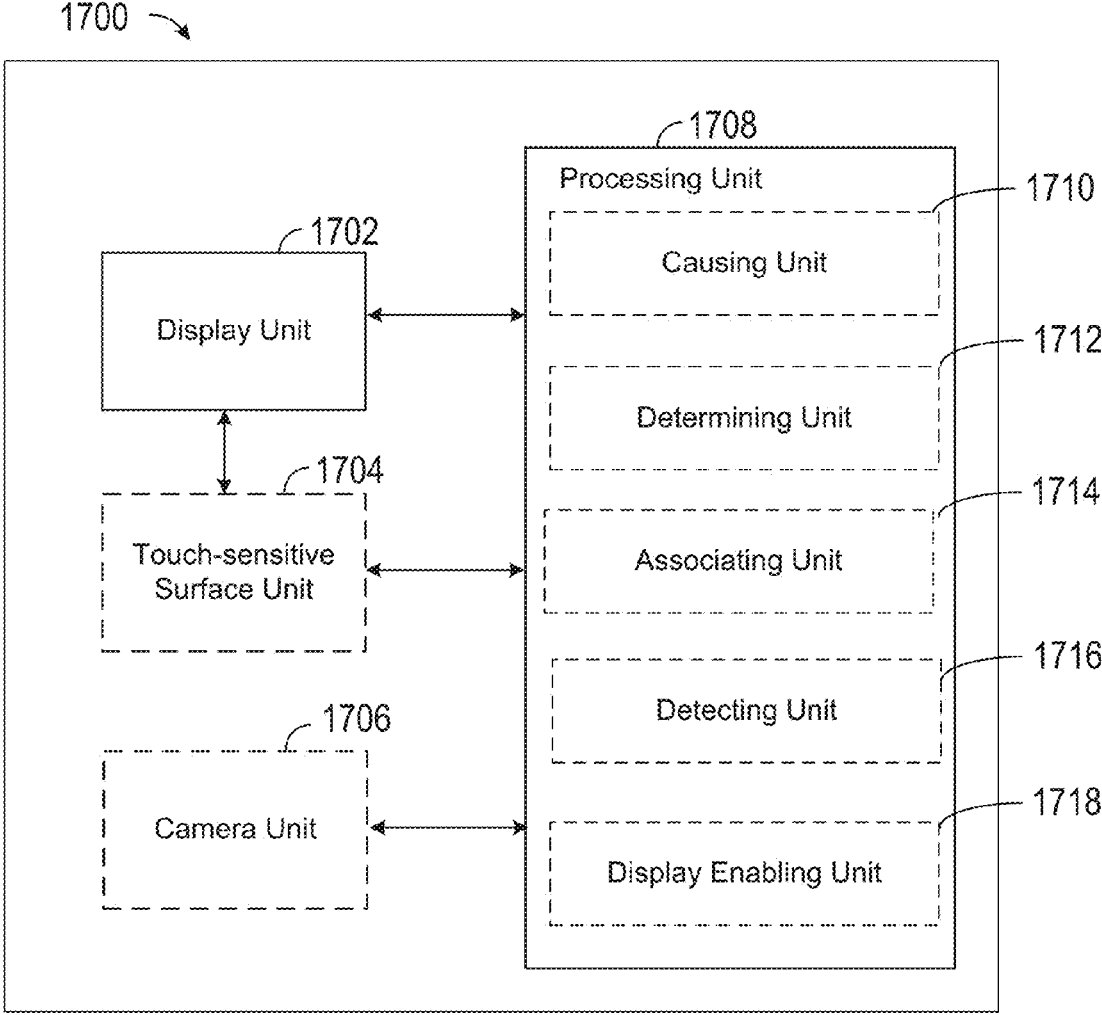 1700
1708
Processing Unit
1710
Causing Unit
1702
Display Unit
1712
Determining Unit
1704
Touch-sensitive
Surface Unit
1714
Associating Unit
1716
Detecting Unit
1706
Camera Unit
1718
Display Enabling Unit